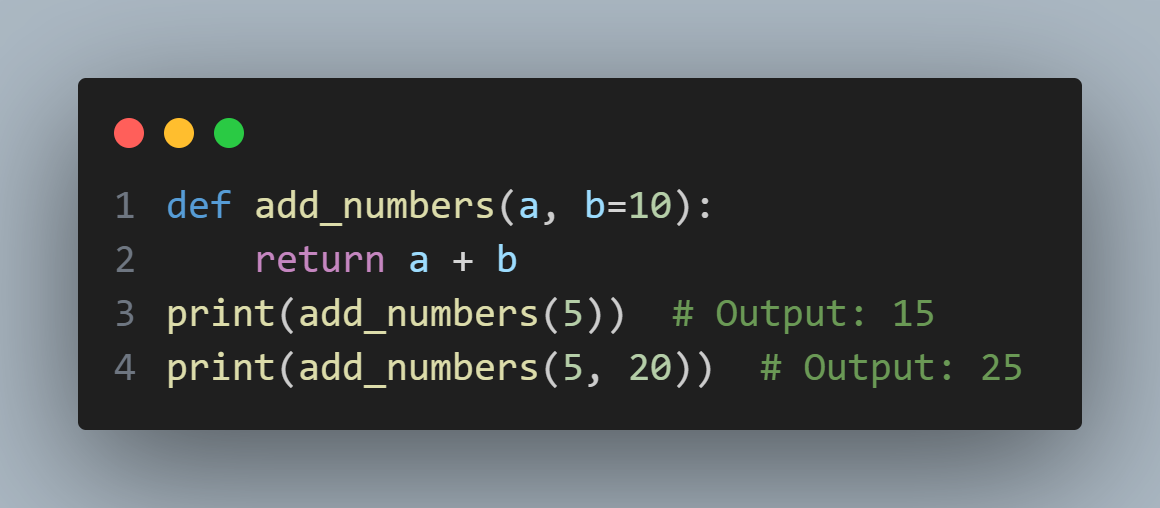 1 def add_numbers(a, b=10):
2     return a + b
3 print(add_numbers(5))  # Output: 15
4 print(add_numbers(5, 20))  # Output: 25